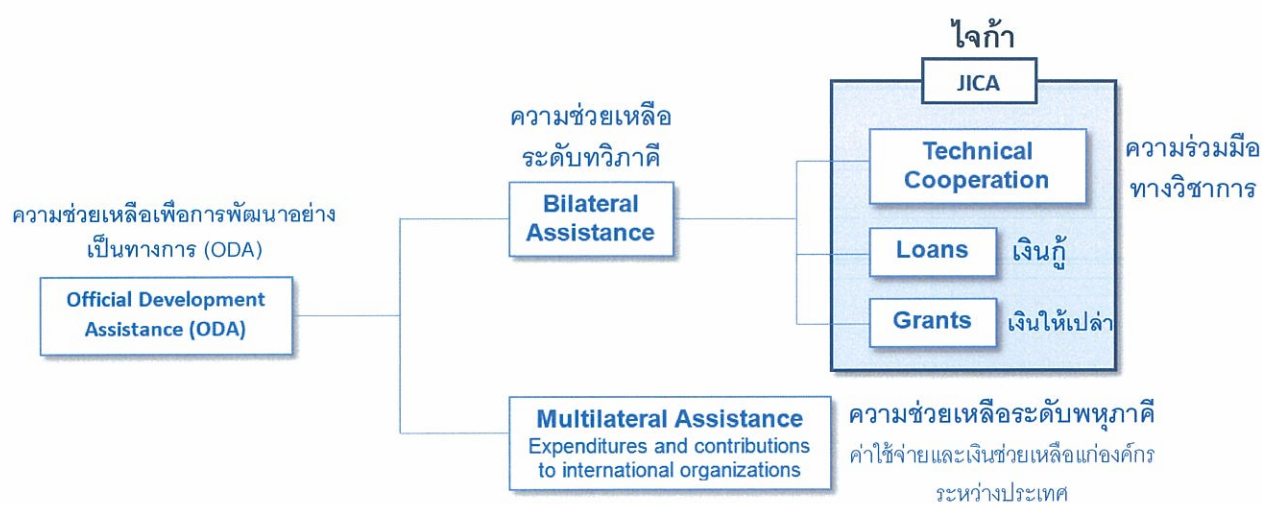 ไจก้า
JICA
ความช่วยเหลือ
ระดับทวิภาคี
Bilateral
Assistance
Technical
Cooperation
ความร่วมมือ
ทางวิชาการ
Loans
เงินกู้
Grants
เงินให้เปล่า
ความช่วยเหลือเพื่อการพัฒนาอย่าง
เป็นทางการ (ODA)
Official Development
Assistance (ODA)
Multilateral Assistance
Expenditures and contributions
to international organizations
ความช่วยเหลือระดับพหุภาคี
ค่าใช้จ่ายและเงินช่วยเหลือแก่องค์กร
ระหว่างประเทศ